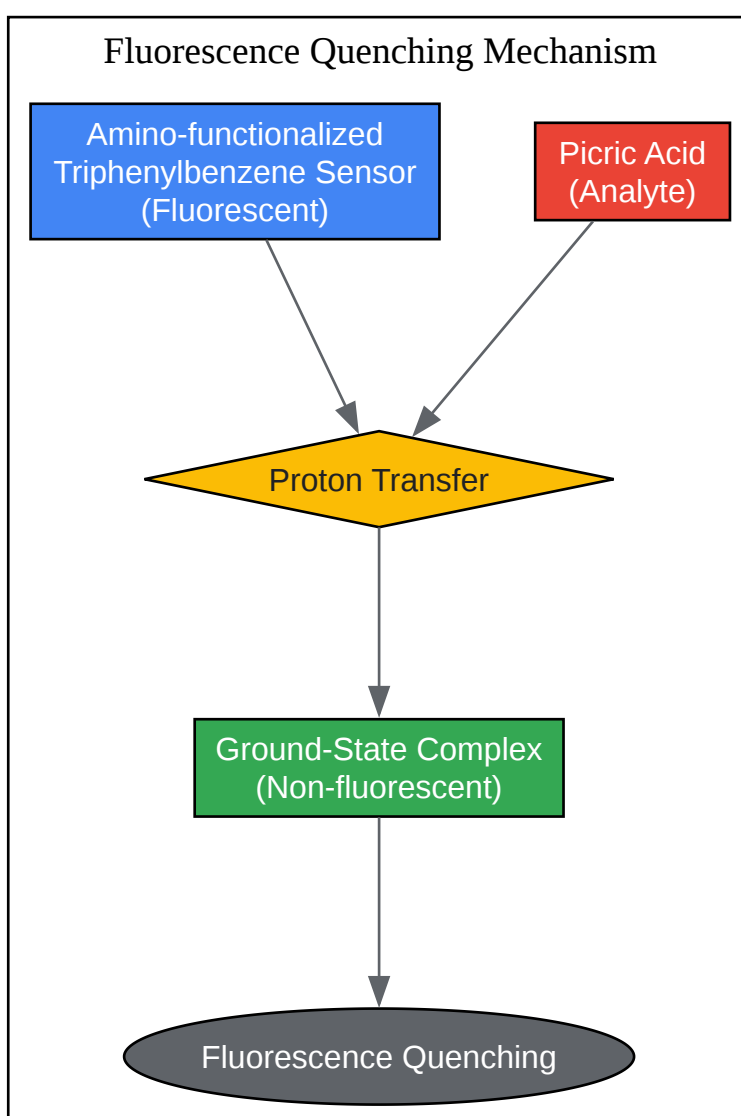 Fluorescence Quenching Mechanism
Amino-functionalized
Triphenylbenzene Sensor
(Fluorescent)
Picric Acid
(Analyte)
Proton Transfer
Ground-State Complex
(Non-fluorescent)
Fluorescence Quenching